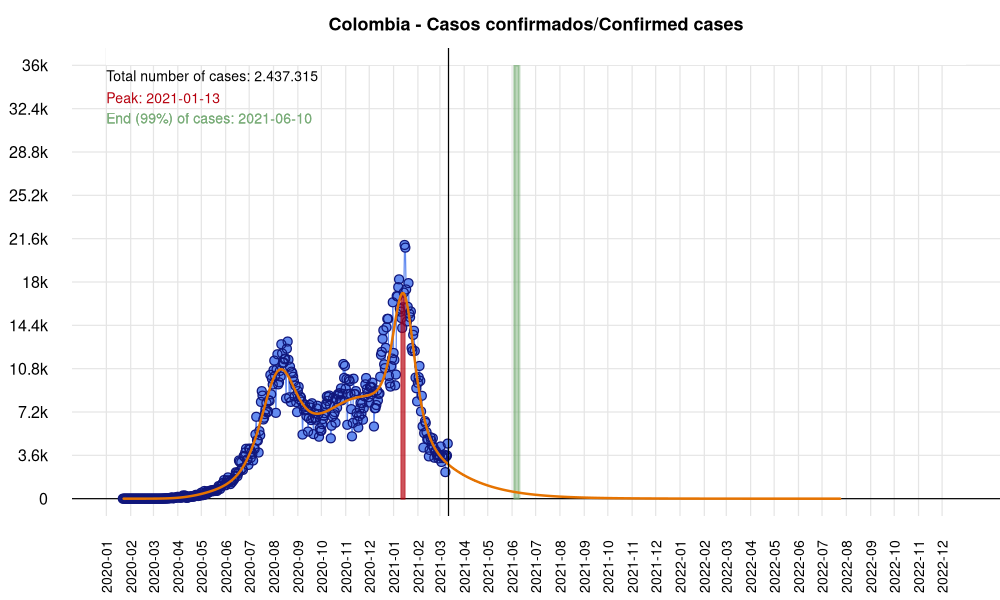 Colombia - Casos confirmados/Confirmed cases
36k
Total number of cases: 2.437.315
Peak: 2021-01-13
32.4k
End (99%) of cases: 2021-06-10
28.8k
25.2k
21.6k
18k
14.4k
10.8k
7.2k
3.6k
0
2020-01
2020-02
2020-03
2020-04
2020-05
2020-06
2020-07
2020-08
2020-09
2020-10
2020-11
2020-12
2021-01
2021-02
2021-03
2021-04
2021-05
2021-06
2021-07
2021-08
2021-09
2021-10
2021-11
2021-12
2022-01
2022-02
2022-03
2022-04
2022-05
2022-06
2022-07
2022-08
2022-09
2022-10
2022-11
2022-12